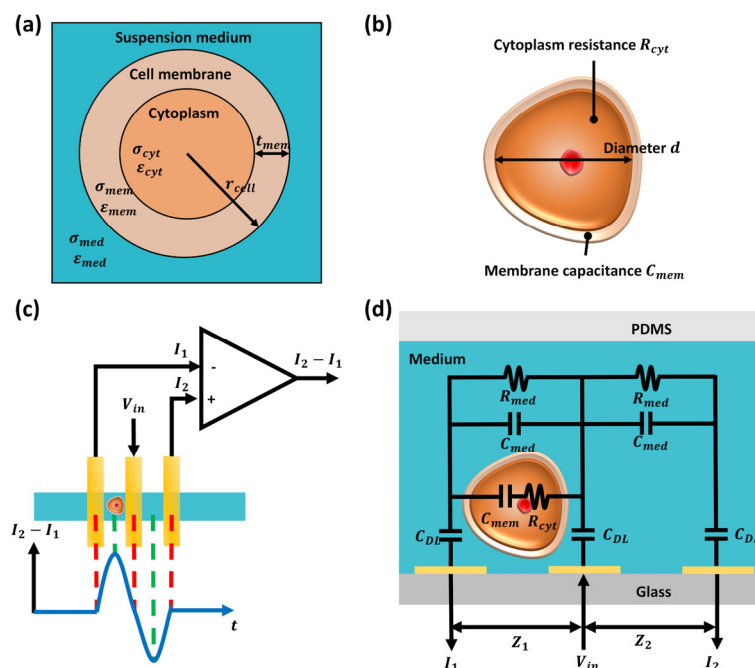 (a)
Suspension medium
Cell membrane
Cytoplasm
σcyt
εcyt
tmem
rcell
σmem
εmem
σmed
εmed
(b)
Cytoplasm resistance Rcyt
Diameter d
Membrane capacitance Cmem
(c)
I1
-
I2 − I1
I2
+
Vin
I2 − I1
t
(d)
PDMS
Medium
Rmed
Rmed
Cmed
Cmed
Cmem
Rcyt
CDL
CDL
CDL
Glass
Z1
Z2
I1
Vin
I2